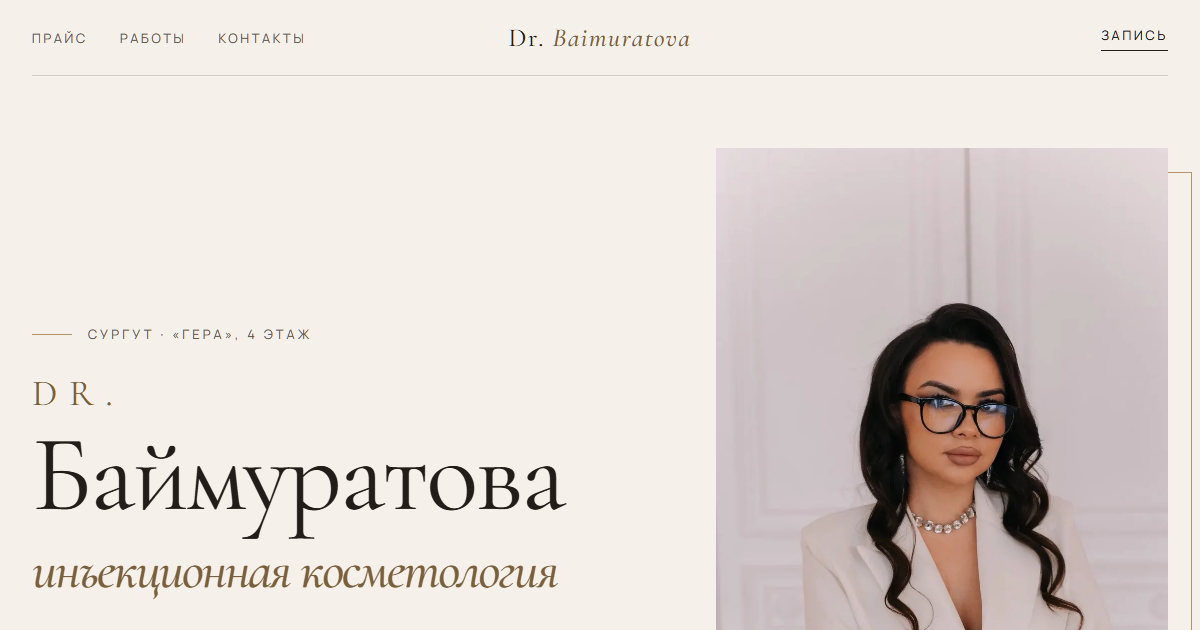 ПРАЙС РАБОТЫ КОНТАКТЫ Dr. Baimuratova ЗАПИСЬ
СУРГУТ · «ГЕРА», 4 ЭТАЖ
DR.
Баймуратова
инъекционная косметология